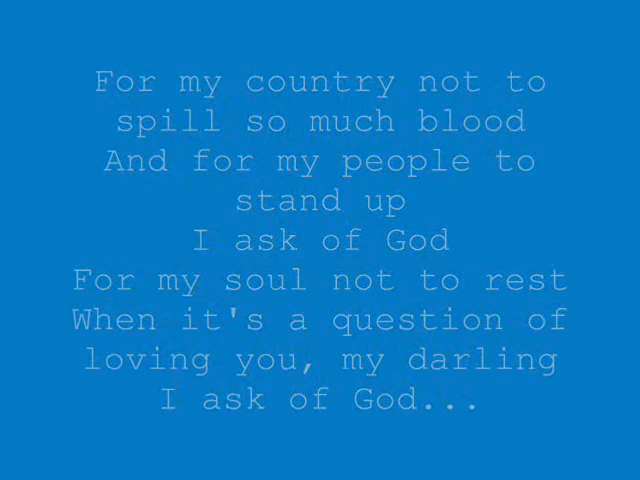 For my country not to
spill so much blood
And for my people to
stand up
I ask of God
For my soul not to rest
When it's a question of
loving you, my darling
I ask of God...